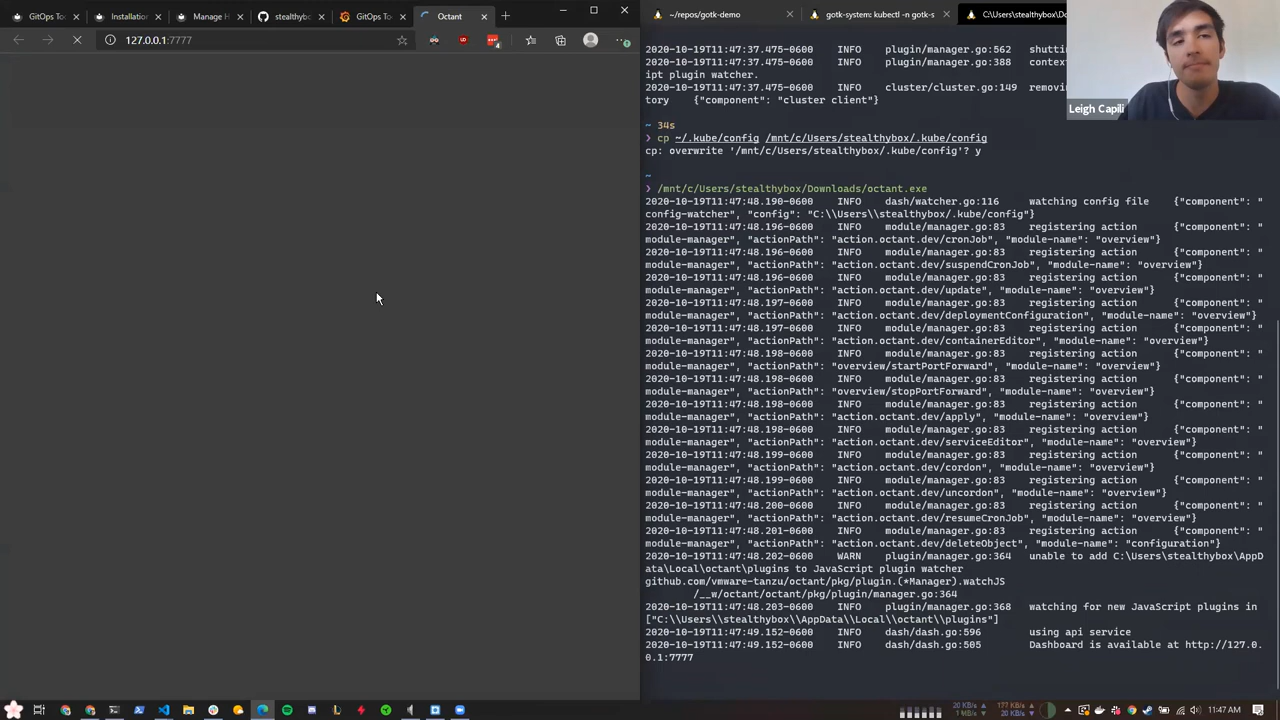 GitOps To
Installation
Manage H
stealthybo
GitOps To
Octant
127.0.0.1:7777
4
~/repos/gotk-demo
gotk-system: kubectl -n gotk-s
C:\Users\stealthybox\Do
2020-10-19T11:47:37.475-0600 INFO plugin/manager.go:562 shutti
2020-10-19T11:47:37.475-0600 INFO plugin/manager.go:388 contex
ipt plugin watcher.
2020-10-19T11:47:37.475-0600 INFO cluster/cluster.go:149 removin
tory {"component": "cluster client"}
~ 34s
❯ cp ~/.kube/config /mnt/c/Users/stealthybox/.kube/config
cp: overwrite '/mnt/c/Users/stealthybox/.kube/config'? y
~
❯ /mnt/c/Users/stealthybox/Downloads/octant.exe
2020-10-19T11:47:48.190-0600 INFO dash/watcher.go:116 watching config file {"component": "
config-watcher", "config": "C:\\Users\\stealthybox/.kube/config"}
2020-10-19T11:47:48.196-0600 INFO module/manager.go:83 registering action {"component": "
module-manager", "actionPath": "action.octant.dev/cronJob", "module-name": "overview"}
2020-10-19T11:47:48.196-0600 INFO module/manager.go:83 registering action {"component": "
module-manager", "actionPath": "action.octant.dev/suspendCronJob", "module-name": "overview"}
2020-10-19T11:47:48.196-0600 INFO module/manager.go:83 registering action {"component": "
module-manager", "actionPath": "action.octant.dev/update", "module-name": "overview"}
2020-10-19T11:47:48.197-0600 INFO module/manager.go:83 registering action {"component": "
module-manager", "actionPath": "action.octant.dev/deploymentConfiguration", "module-name": "overview"}
2020-10-19T11:47:48.197-0600 INFO module/manager.go:83 registering action {"component": "
module-manager", "actionPath": "action.octant.dev/containerEditor", "module-name": "overview"}
2020-10-19T11:47:48.198-0600 INFO module/manager.go:83 registering action {"component": "
module-manager", "actionPath": "overview/startPortForward", "module-name": "overview"}
2020-10-19T11:47:48.198-0600 INFO module/manager.go:83 registering action {"component": "
module-manager", "actionPath": "overview/stopPortForward", "module-name": "overview"}
2020-10-19T11:47:48.198-0600 INFO module/manager.go:83 registering action {"component": "
module-manager", "actionPath": "action.octant.dev/apply", "module-name": "overview"}
2020-10-19T11:47:48.198-0600 INFO module/manager.go:83 registering action {"component": "
module-manager", "actionPath": "action.octant.dev/serviceEditor", "module-name": "overview"}
2020-10-19T11:47:48.199-0600 INFO module/manager.go:83 registering action {"component": "
module-manager", "actionPath": "action.octant.dev/cordon", "module-name": "overview"}
2020-10-19T11:47:48.199-0600 INFO module/manager.go:83 registering action {"component": "
module-manager", "actionPath": "action.octant.dev/uncordon", "module-name": "overview"}
2020-10-19T11:47:48.200-0600 INFO module/manager.go:83 registering action {"component": "
module-manager", "actionPath": "action.octant.dev/resumeCronJob", "module-name": "overview"}
2020-10-19T11:47:48.201-0600 INFO module/manager.go:83 registering action {"component": "
module-manager", "actionPath": "action.octant.dev/deleteObject", "module-name": "configuration"}
2020-10-19T11:47:48.202-0600 WARN plugin/manager.go:364 unable to add C:\Users\stealthybox\AppD
ata\Local\octant\plugins to JavaScript plugin watcher
github.com/vmware-tanzu/octant/pkg/plugin.(*Manager).watchJS
/__w/octant/octant/pkg/plugin/manager.go:364
2020-10-19T11:47:48.203-0600 INFO plugin/manager.go:368 watching for new JavaScript plugins in
["C:\\Users\\stealthybox\\AppData\\Local\\octant\\plugins"]
2020-10-19T11:47:49.152-0600 INFO dash/dash.go:596 using api service
2020-10-19T11:47:49.152-0600 INFO dash/dash.go:505 Dashboard is available at http://127.0.
0.1:7777
Leigh Capili
20 KB/s 177 KB/s
1 MB/s 20 KB/s
11:47 AM